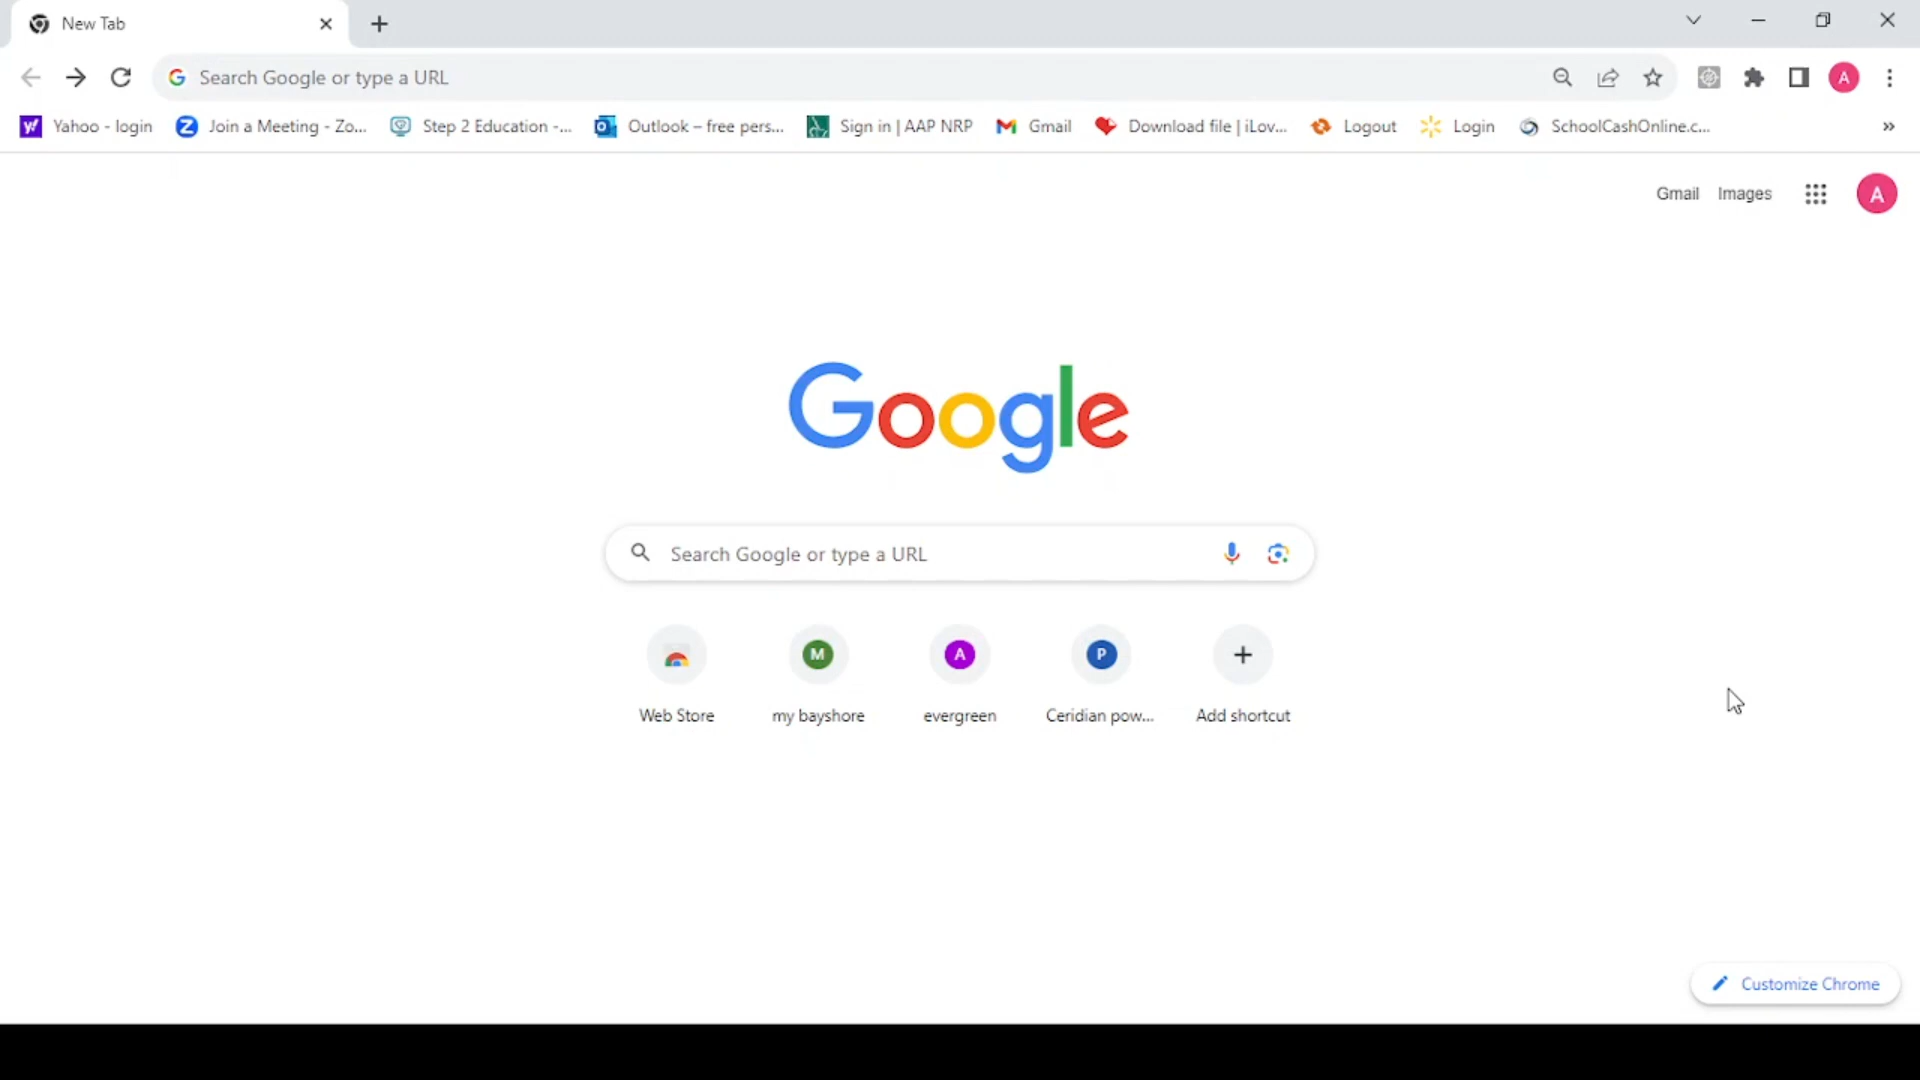 New Tab
Search Google or type a URL
Yahoo - login Join a Meeting - Zo... Step 2 Education -... Outlook – free pers... Sign in | AAP NRP Gmail Download file | iLov... Logout Login SchoolCashOnline.c... »
Gmail Images A
Google
Search Google or type a URL
M A P
Web Store my bayshore evergreen Ceridian pow... Add shortcut
Customize Chrome